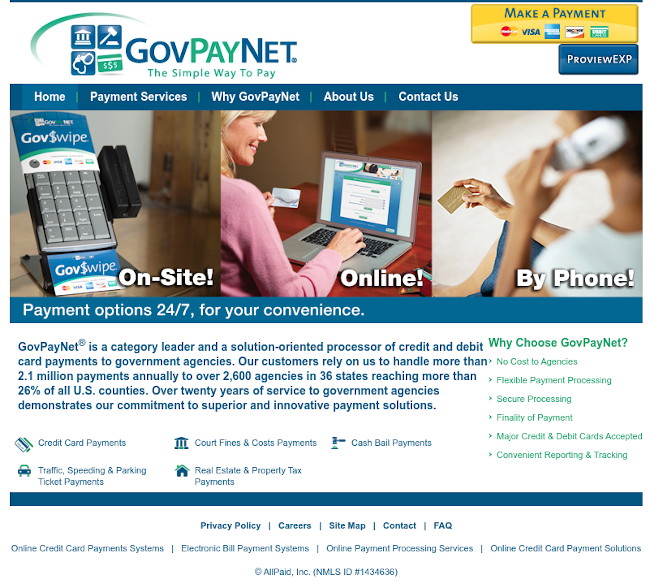 GOVPAYNET®
The Simple Way To Pay
$$$
MAKE A PAYMENT
VISA
DISCOVER
DEBIT
PROVIEWEXP
Home | Payment Services | Why GovPayNet | About Us | Contact Us
GOVPAYNET
Gov$wipe
VISA
Gov$wipe
On-Site!
Online!
By Phone!
Payment options 24/7, for your convenience.
GovPayNet® is a category leader and a solution-oriented processor of credit and debit
card payments to government agencies. Our customers rely on us to handle more than
2.1 million payments annually to over 2,600 agencies in 36 states reaching more than
26% of all U.S. counties. Over twenty years of service to government agencies
demonstrates our commitment to superior and innovative payment solutions.
Why Choose GovPayNet?
No Cost to Agencies
Flexible Payment Processing
Secure Processing
Finality of Payment
Major Credit & Debit Cards Accepted
Convenient Reporting & Tracking
Credit Card Payments
Court Fines & Costs Payments
Cash Bail Payments
Traffic, Speeding & Parking
Ticket Payments
Real Estate & Property Tax
Payments
Privacy Policy | Careers | Site Map | Contact | FAQ
Online Credit Card Payments Systems | Electronic Bill Payment Systems | Online Payment Processing Services | Online Credit Card Payment Solutions
© AllPaid, Inc. (NMLS ID #1434636)